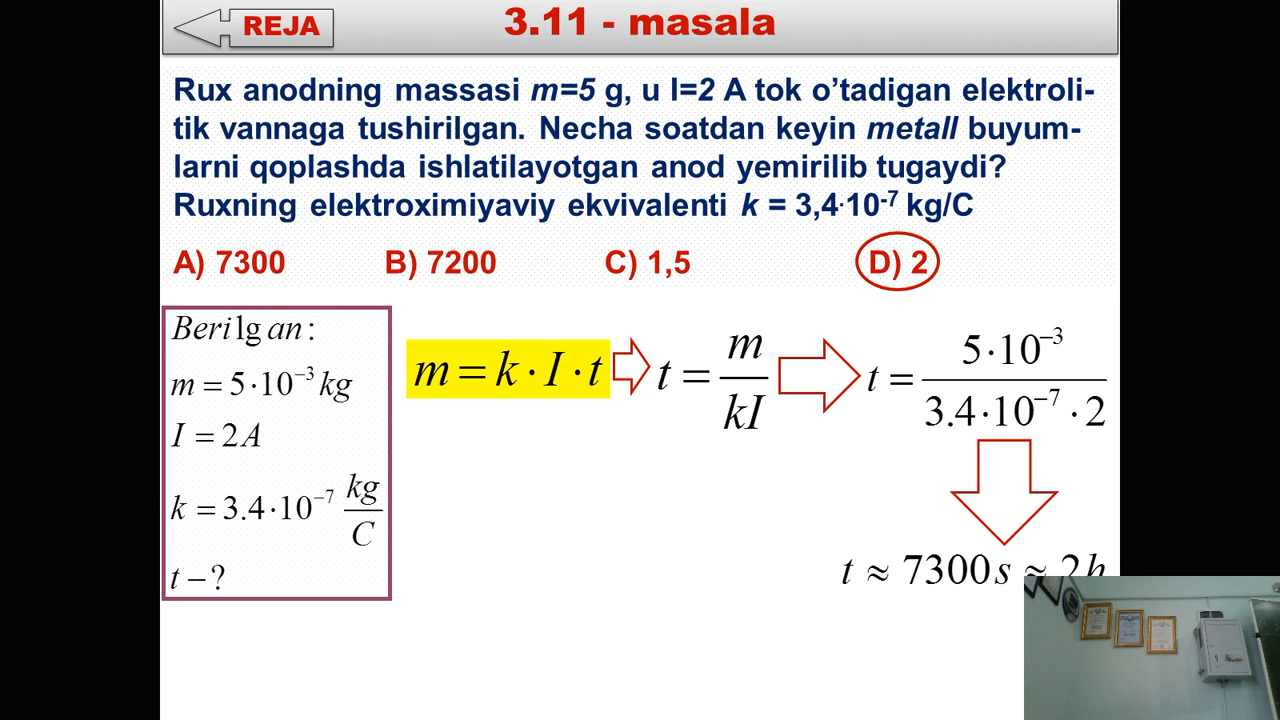 REJA
3.11 - masala
Rux anodning massasi m=5 g, u I=2 A tok o’tadigan elektroli-
tik vannaga tushirilgan. Necha soatdan keyin metall buyum-
larni qoplashda ishlatilayotgan anod yemirilib tugaydi?
Ruxning elektroximiyaviy ekvivalenti k = 3,4·10⁻⁷ kg/C
A) 7300 B) 7200 C) 1,5 D) 2
Berilgan:
m = 5·10⁻³ kg
I = 2A
k = 3.4·10⁻⁷ kg/C
t – ?
m = k·I·t
t = m/kI
t = 5·10⁻³/3.4·10⁻⁷·2
t ≈ 7300s ≈ 2h